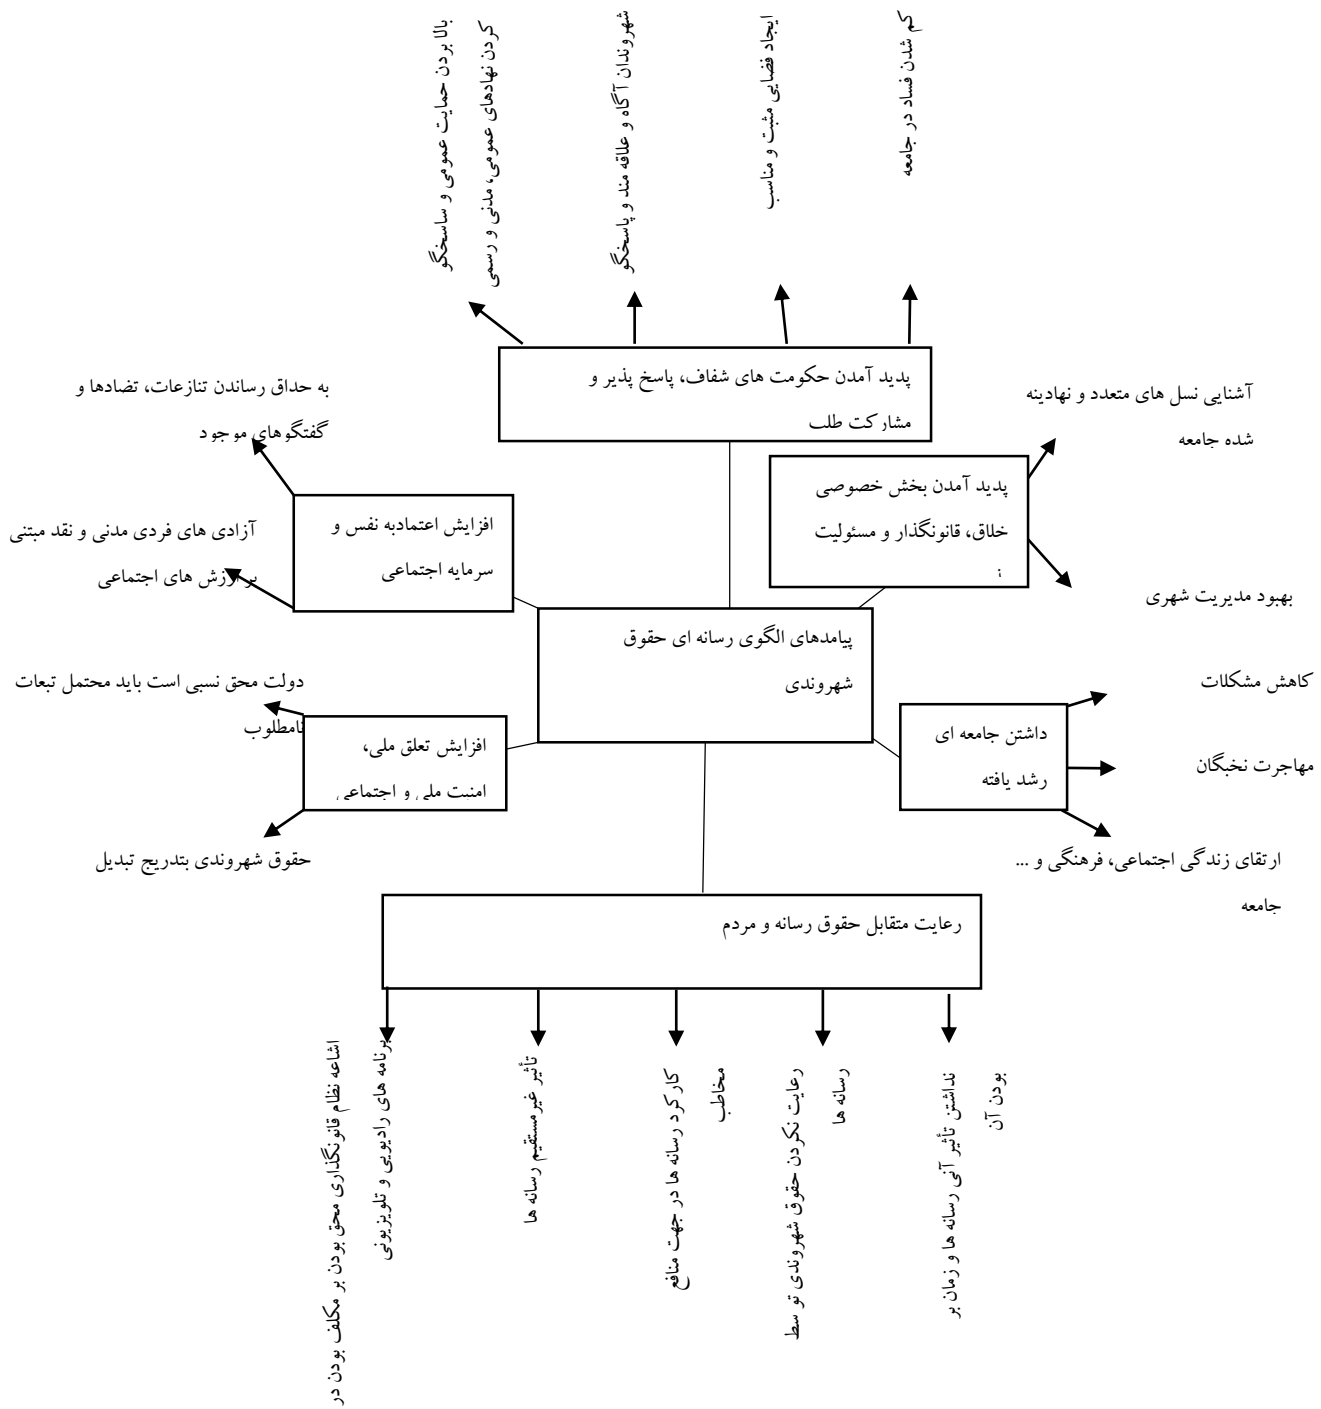 بالا بردن حمایت عمومی و ساسخگو
کردن نهادهای عمومی، مدنی و رسمی
شهروندان آگاه و علاقه مند و پاسخگو
ایجاد فضایی مثبت و مناسب
کم شدن فساد در جامعه
پدید آمدن حکومت های شفاف، پاسخ پذیر و
مشارکت طلب
آشنایی نسل های متعدد و نهادینه
شده جامعه
پدید آمدن بخش خصوصی
خلاق، قانونگذار و مسئولیت
بهبود مدیریت شهری
به حداق رساندن تنازعات، تضادها و
گفتگوهای موجود
افزایش اعتمادبه نفس و
سرمایه اجتماعی
آزادی های فردی مدنی و نقد مبتنی
بر ارزش های اجتماعی
پیامدهای الگوی رسانه ای حقوق
شهروندی
دولت محق نسبی است باید محتمل تبعات
نامطلوب
افزایش تعلق ملی،
امنیت ملی و اجتماعی
حقوق شهروندی بتدریج تبدیل
کاهش مشکلات
داشتن جامعه ای
رشد یافته
مهاجرت نخبگان
ارتقای زندگی اجتماعی، فرهنگی و ...
جامعه
رعایت متقابل حقوق رسانه و مردم
اشاعه نظام قانونگذاری محق بودن بر مکلف بودن در
برنامه های رادیویی و تلویزیونی
تأثیر غیرمستقیم رسانه ها
کارکرد رسانه ها در جهت منافع
مخاطب
رعایت نکردن حقوق شهروندی تو سط
رسانه ها
نداشتن تأثیر آنی رسانه ها و زمان بر
بودن آن